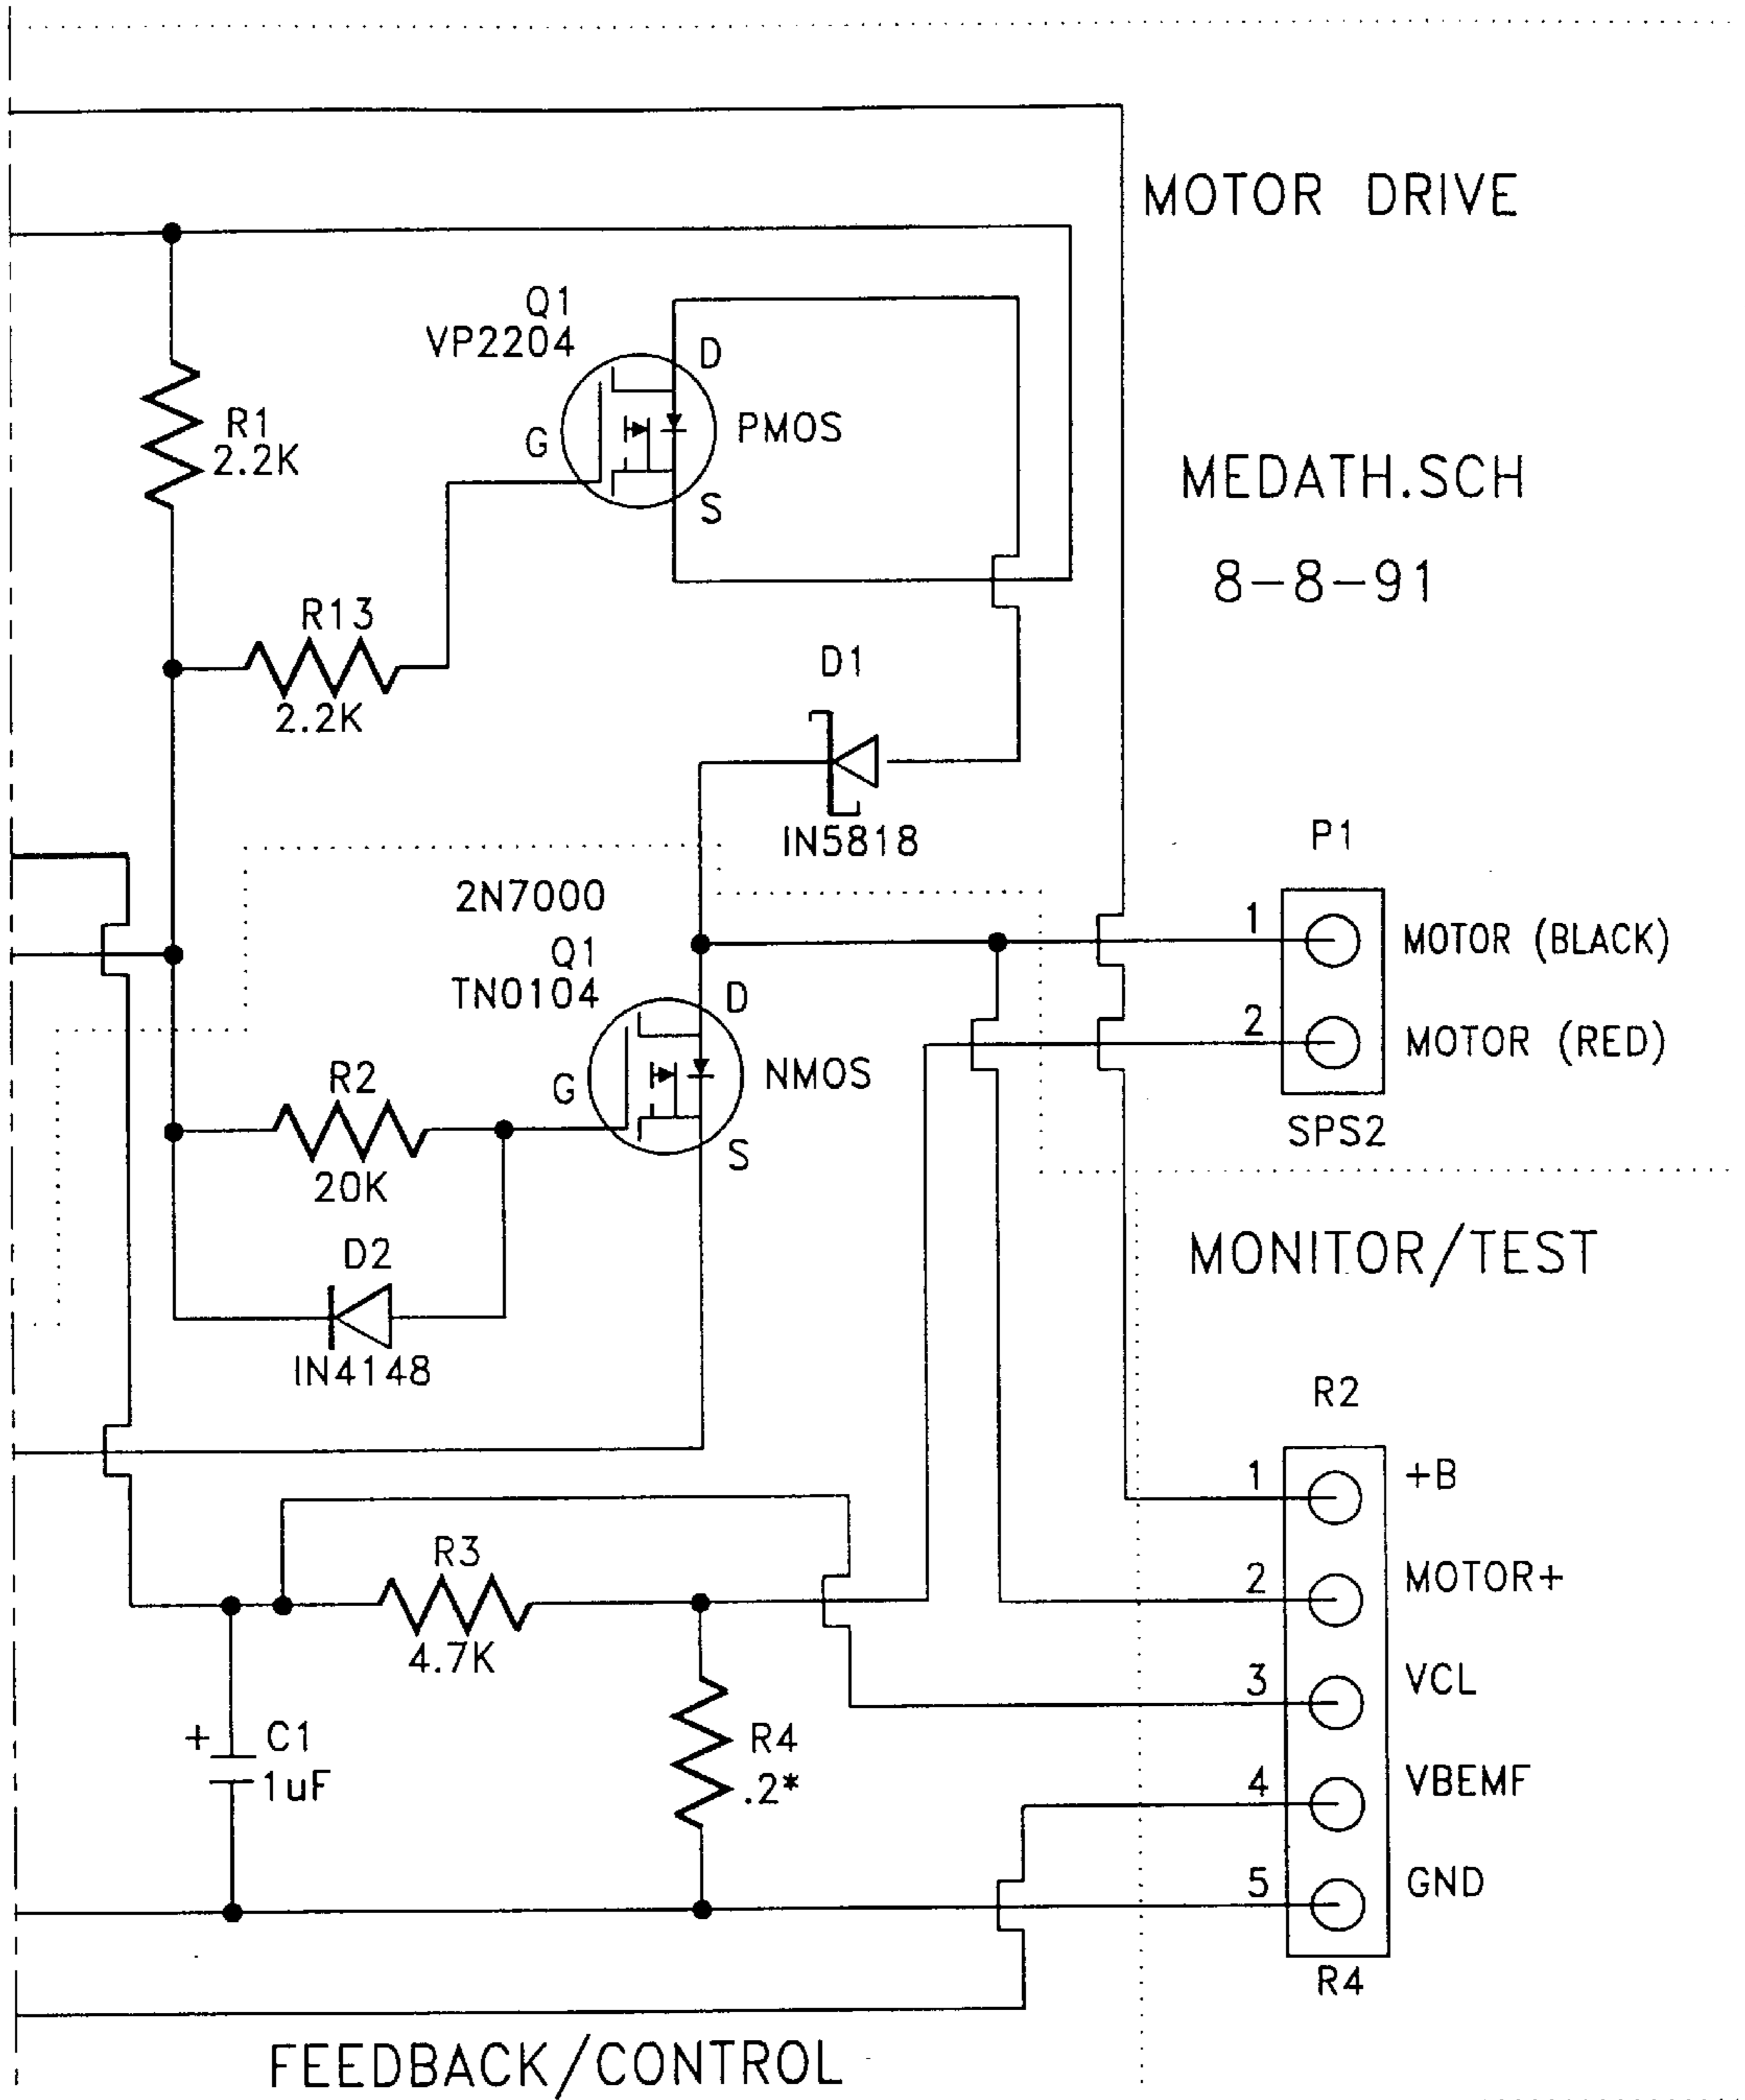 MOTOR DRIVE
Q1
VP2204
D
G
PMOS
S
R1
2.2K
MEDATH.SCH
8-8-91
R13
2.2K
D1
IN5818
P1
2N7000
Q1
TN0104
D
G
NMOS
S
1
MOTOR (BLACK)
2
MOTOR (RED)
SPS2
R2
20K
D2
IN4148
MONITOR/TEST
R2
1
+B
2
MOTOR+
3
VCL
4
VBEMF
5
GND
R4
R3
4.7K
+
C1
1uF
R4
.2*
FEEDBACK/CONTROL